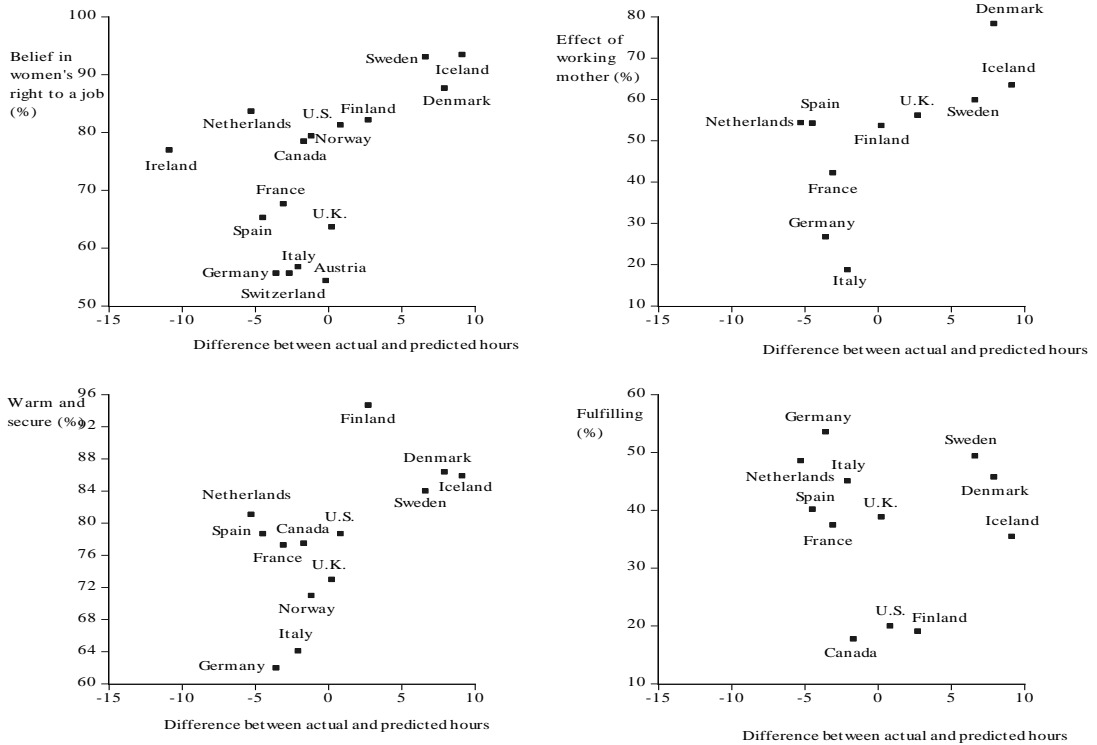 100
Belief in
women's
right to a job
(%)
90
80
70
60
50
Sweden
Iceland
Denmark
Netherlands
U.S.
Finland
Norway
Canada
Ireland
France
Spain
U.K.
Italy
Germany
Austria
Switzerland
-15 -10 -5 0 5 10
Difference between actual and predicted hours
80
Effect of
working
mother (%)
70
60
50
40
30
20
10
Denmark
Iceland
Spain
U.K.
Netherlands
Sweden
Finland
France
Germany
Italy
-15 -10 -5 0 5 10
Difference between actual and predicted hours
96
Warm and
secure (%)
92
88
84
80
76
72
68
64
60
Finland
Denmark
Iceland
Sweden
Netherlands
U.S.
Spain
Canada
France
U.K.
Norway
Italy
Germany
-15 -10 -5 0 5 10
Difference between actual and predicted hours
60
Fulfilling
(%)
50
40
30
20
10
Germany
Sweden
Netherlands
Italy
Denmark
Spain
U.K.
Iceland
France
U.S.
Finland
Canada
-15 -10 -5 0 5 10
Difference between actual and predicted hours